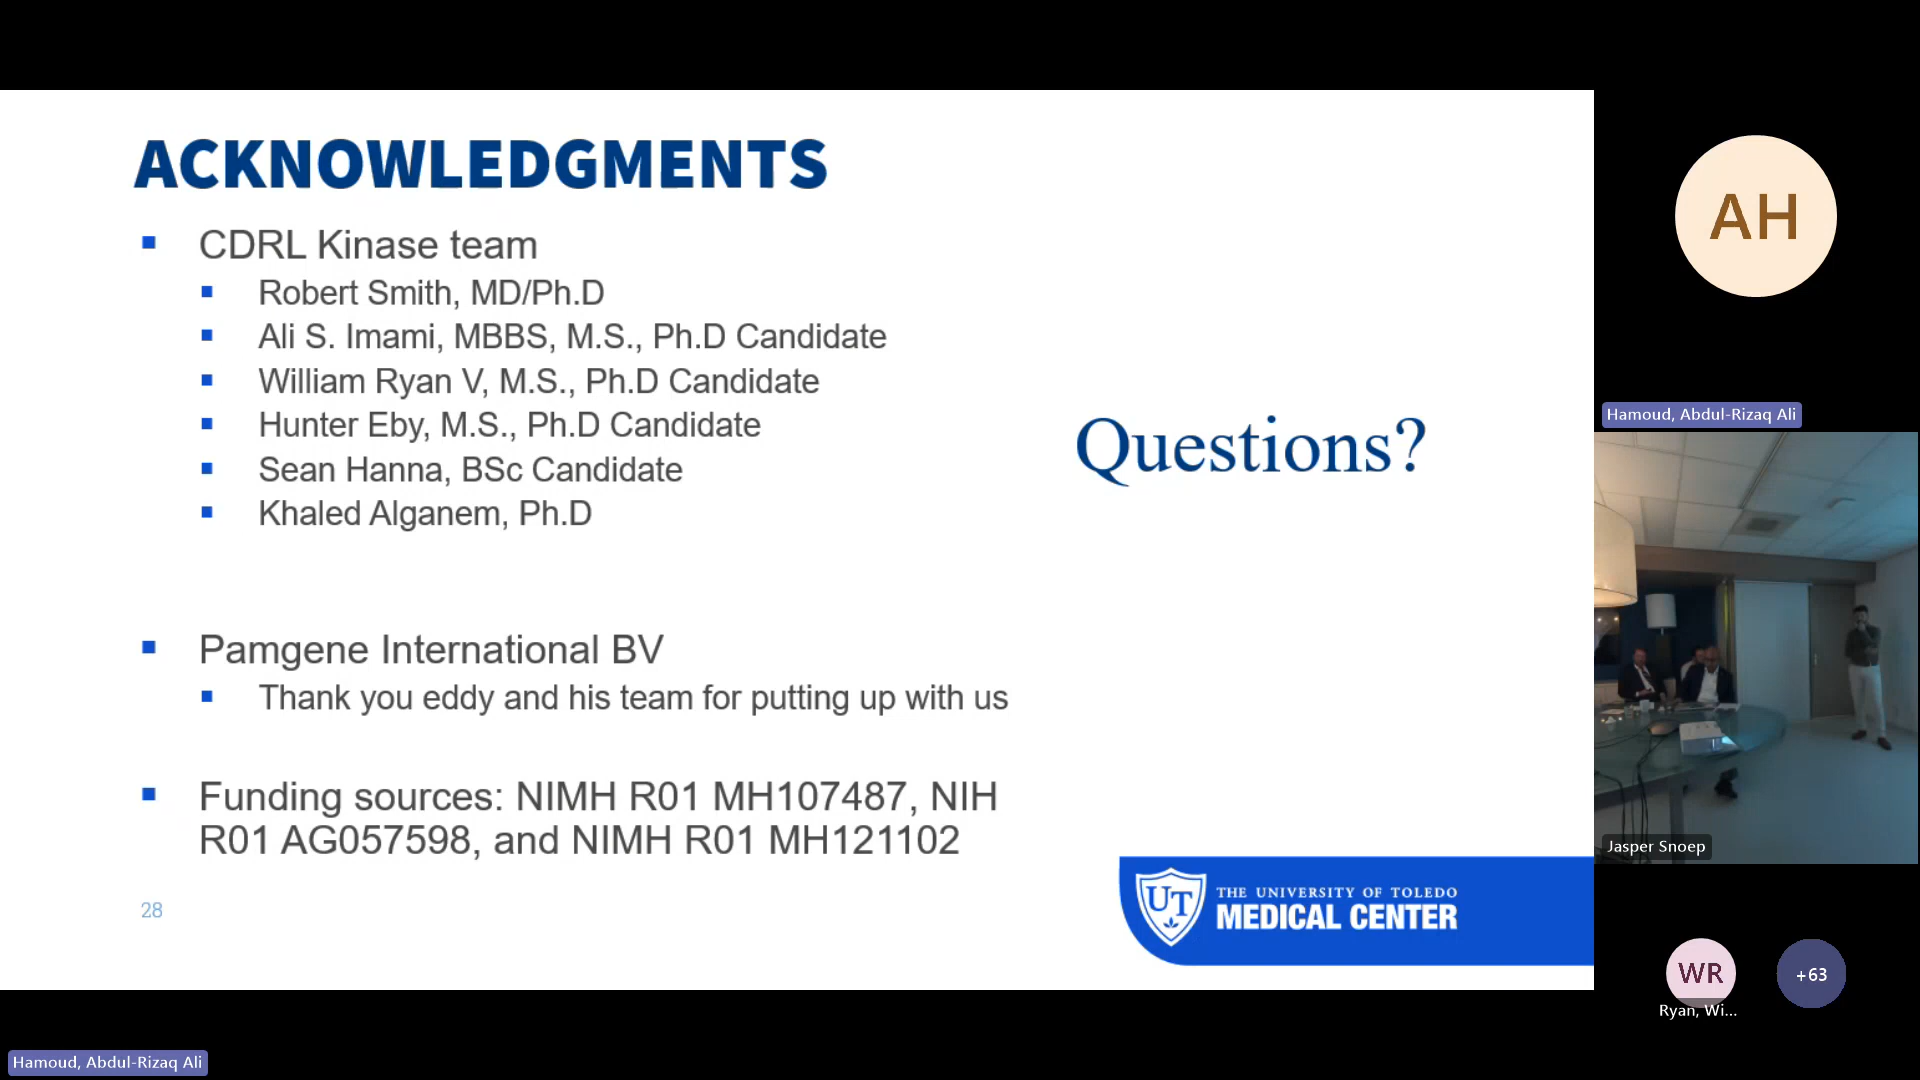 ACKNOWLEDGMENTS
CDRL Kinase team
Robert Smith, MD/Ph.D
Ali S. Imami, MBBS, M.S., Ph.D Candidate
William Ryan V, M.S., Ph.D Candidate
Hunter Eby, M.S., Ph.D Candidate
Sean Hanna, BSc Candidate
Khaled Alganem, Ph.D
Pamgene International BV
Thank you eddy and his team for putting up with us
Funding sources: NIMH R01 MH107487, NIH
R01 AG057598, and NIMH R01 MH121102
28
Questions?
UT
THE UNIVERSITY OF TOLEDO
MEDICAL CENTER
AH
Hamoud, Abdul-Rizaq Ali
Jasper Snoep
WR
Ryan, Wi...
+63
Hamoud, Abdul-Rizaq Ali